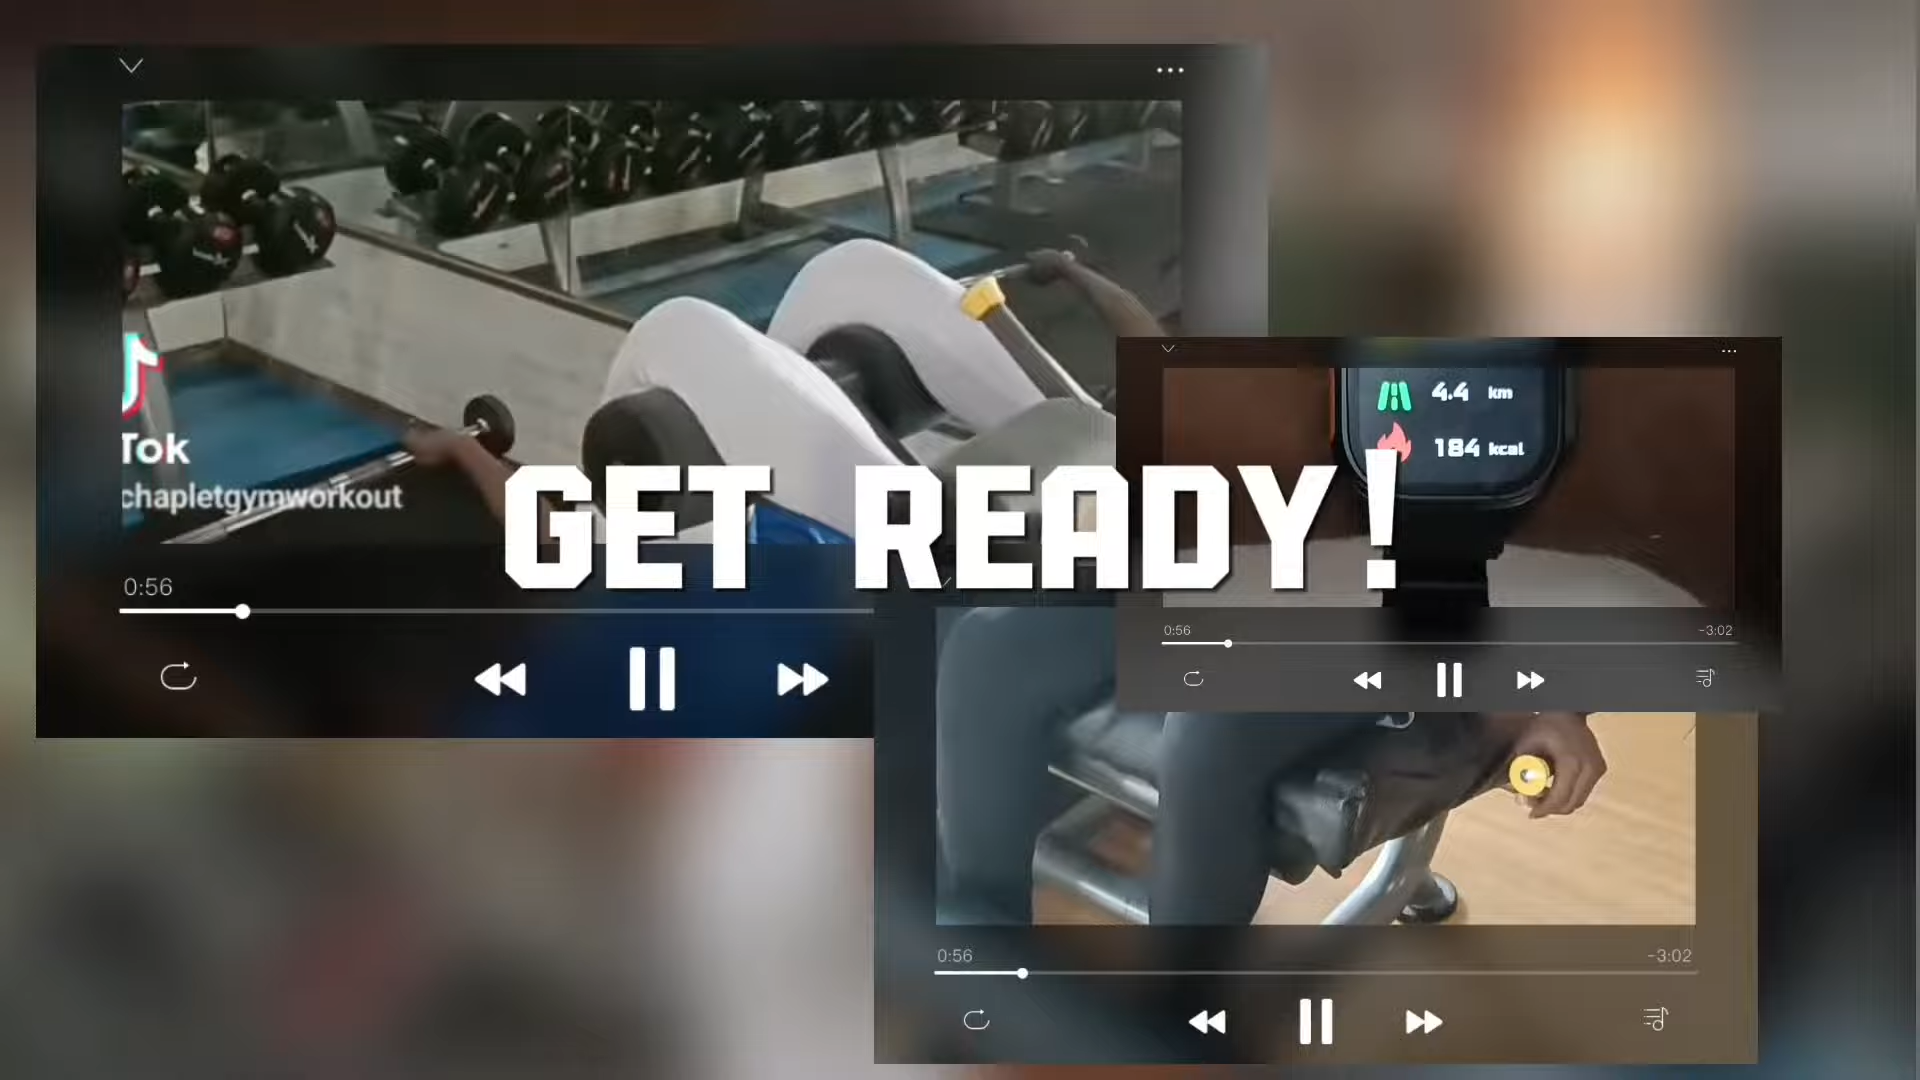 Tok
chapletgymworkout
4.4 km
184 kcal
GET READY!
0:56
0:56 -3:02
0:56 -3:02